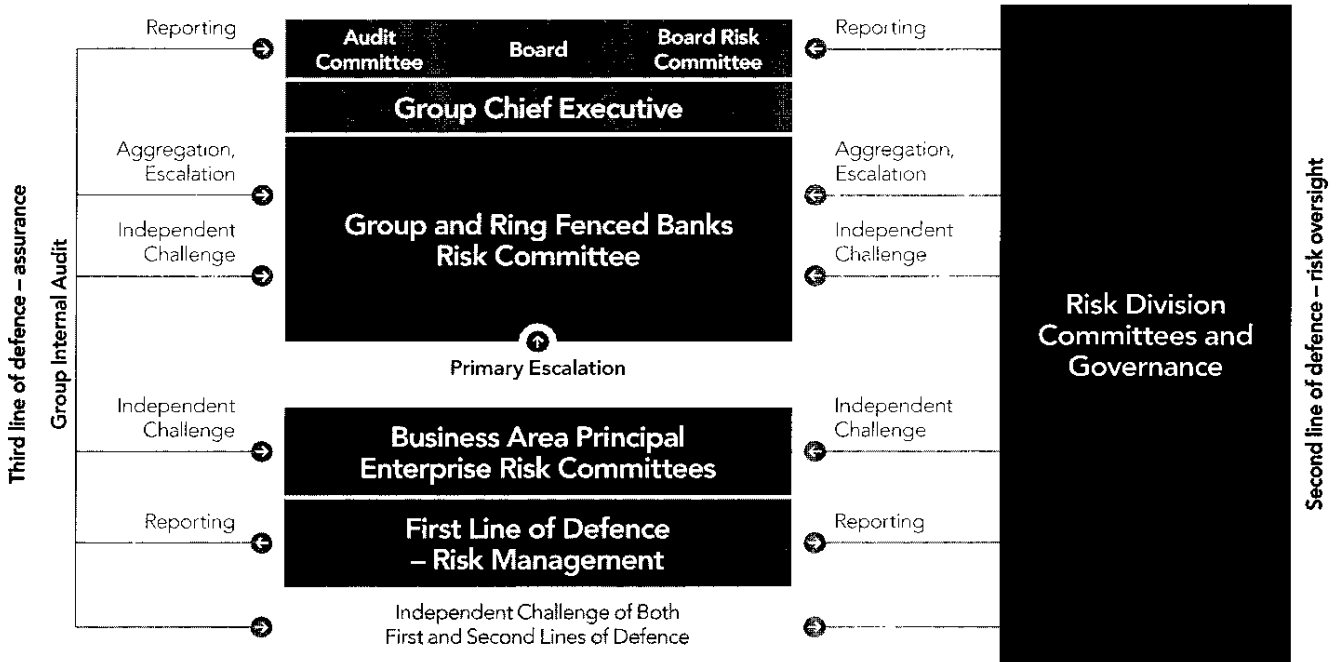 Reporting
Audit
Committee
Board
Board Risk
Committee
Reporting
Group Chief Executive
Aggregation,
Escalation
Aggregation,
Escalation
Group and Ring Fenced Banks
Risk Committee
Independent
Challenge
Independent
Challenge
Primary Escalation
Independent
Challenge
Business Area Principal
Enterprise Risk Committees
Independent
Challenge
Reporting
First Line of Defence
– Risk Management
Reporting
Independent Challenge of Both
First and Second Lines of Defence
Third line of defence – assurance
Group Internal Audit
Risk Division
Committees and
Governance
Second line of defence – risk oversight